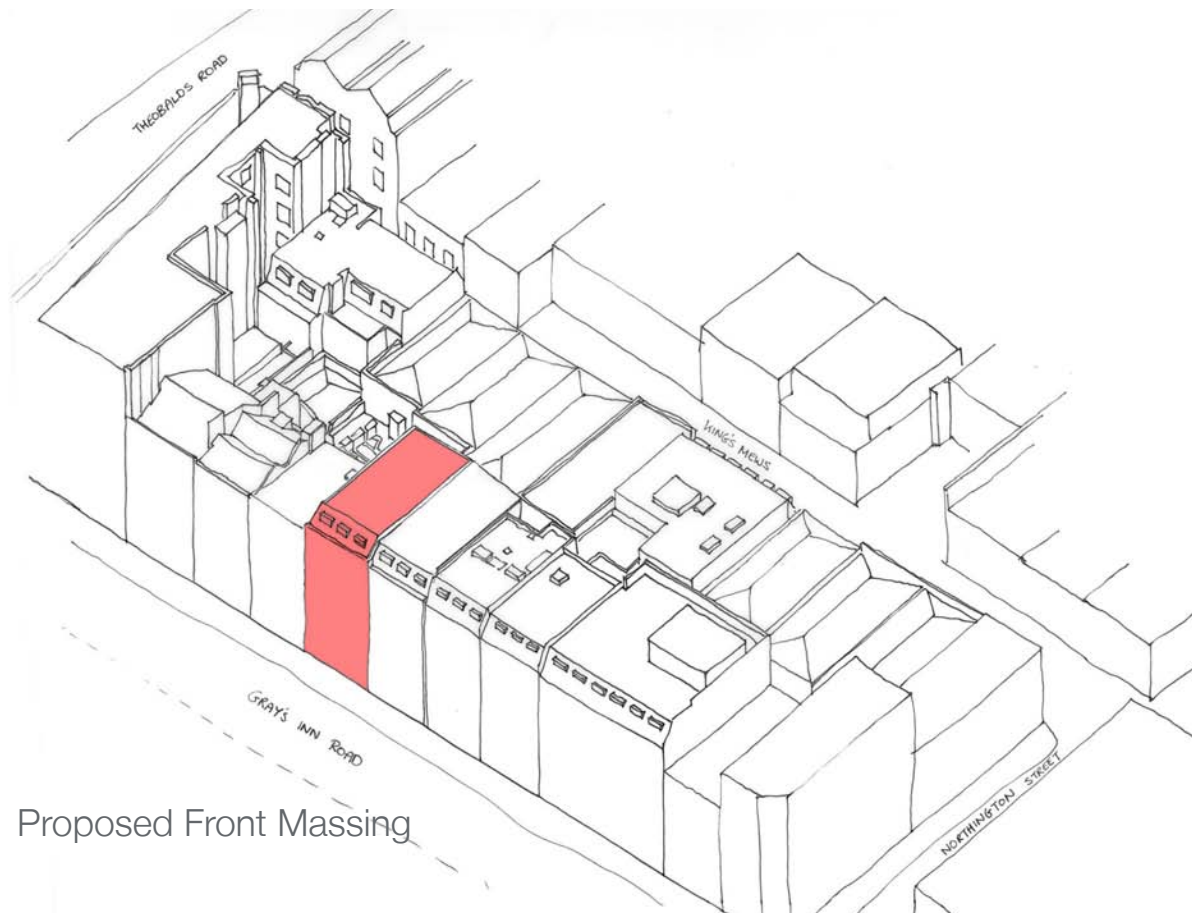 THEOBALDS ROAD
KING'S MEWS
GRAY'S INN ROAD
NORTHINGTON STREET
Proposed Front Massing